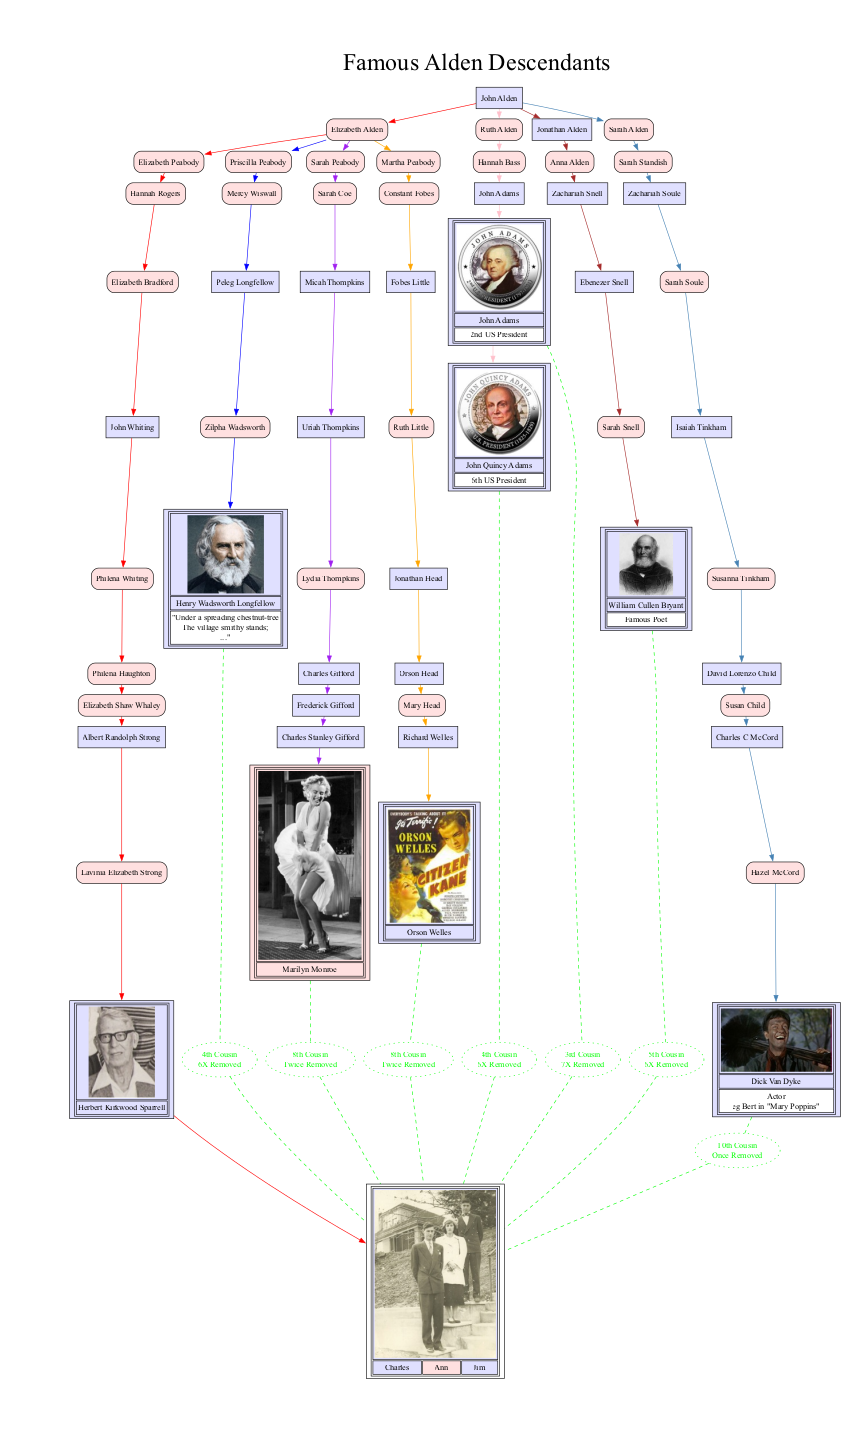 Famous Alden Descendants
John Alden
Elizabeth Alden
Ruth Alden
Jonathan Alden
Sarah Alden
Elizabeth Peabody
Priscilla Peabody
Sarah Peabody
Martha Peabody
Hannah Bass
Anna Alden
Sarah Standish
Hannah Rogers
Mercy Wiswall
Sarah Coe
Constant Fobes
John Adams
Zachariah Snell
Zachariah Soule
JOHN ADAMS
Elizabeth Bradford
Peleg Longfellow
Micah Thompkins
Fobes Little
Ebenezer Snell
Sarah Soule
John Adams
2nd US President
JOHN QUINCY ADAMS
U.S. PRESIDENT (1825-1829)
John Whiting
Zilpha Wadsworth
Uriah Thompkins
Ruth Little
Sarah Snell
Isaiah Tinkham
John Quincy Adams
6th US President
Philena Whiting
Henry Wadsworth Longfellow
"Under a spreading chestnut-tree
The village smithy stands;
..."
Lydia Thompkins
Jonathan Head
William Cullen Bryant
Famous Poet
Susanna Tinkham
Philena Haughton
Charles Gifford
Orson Head
David Lorenzo Child
Elizabeth Shaw Whaley
Frederick Gifford
Mary Head
Susan Child
Albert Randolph Strong
Charles Stanley Gifford
Richard Welles
Charles C McCord
It's Terrific!
ORSON
WELLES
CITIZEN
KANE
Lavinia Elizabeth Strong
Hazel McCord
Orson Welles
Marilyn Monroe
4th Cousin
6X Removed
8th Cousin
Twice Removed
8th Cousin
Twice Removed
4th Cousin
6X Removed
3rd Cousin
7X Removed
5th Cousin
5X Removed
Dick Van Dyke
Actor
eg Bert in "Mary Poppins"
Herbert Kirkwood Sparrell
10th Cousin
Once Removed
Charles
Ann
Jim